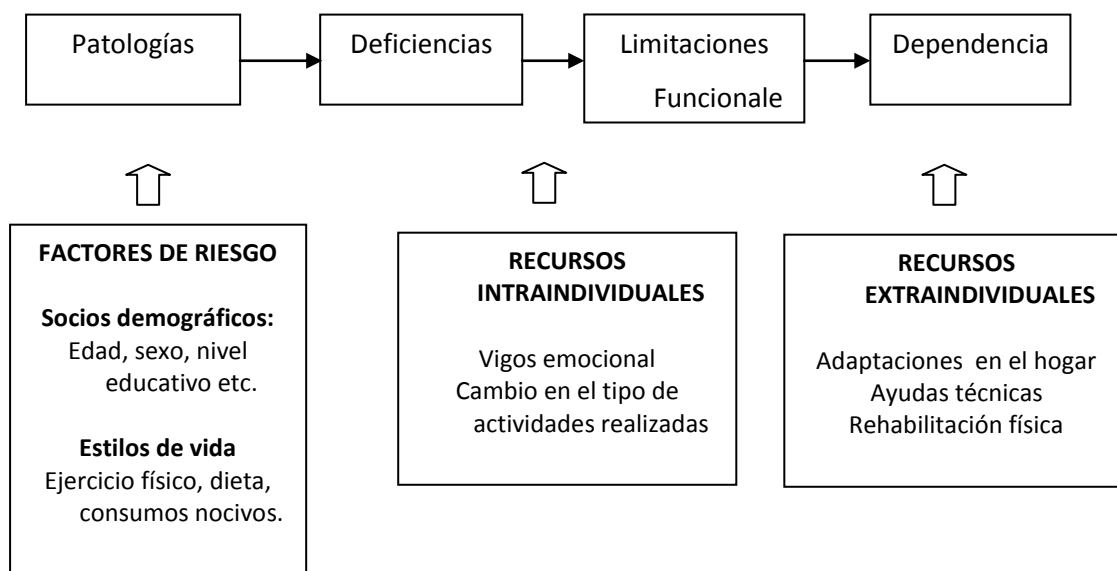 Patologías
Deficiencias
Limitaciones
Funcionale
Dependencia
FACTORES DE RIESGO
Socios demográficos:
Edad, sexo, nivel
educativo etc.
Estilos de vida
Ejercicio físico, dieta,
consumos nocivos.
RECURSOS
INTRAINDIVIDUALES
Vigos emocional
Cambio en el tipo de
actividades realizadas
RECURSOS
EXTRAINDIVIDUALES
Adaptaciones en el hogar
Ayudas técnicas
Rehabilitación física